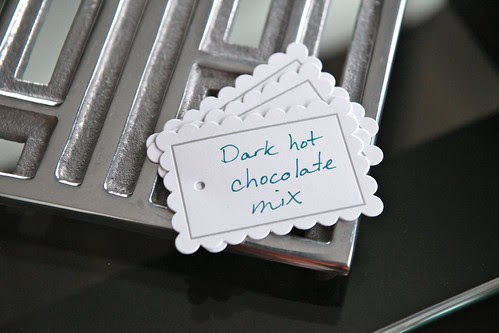 Dark hot
chocolate
mix